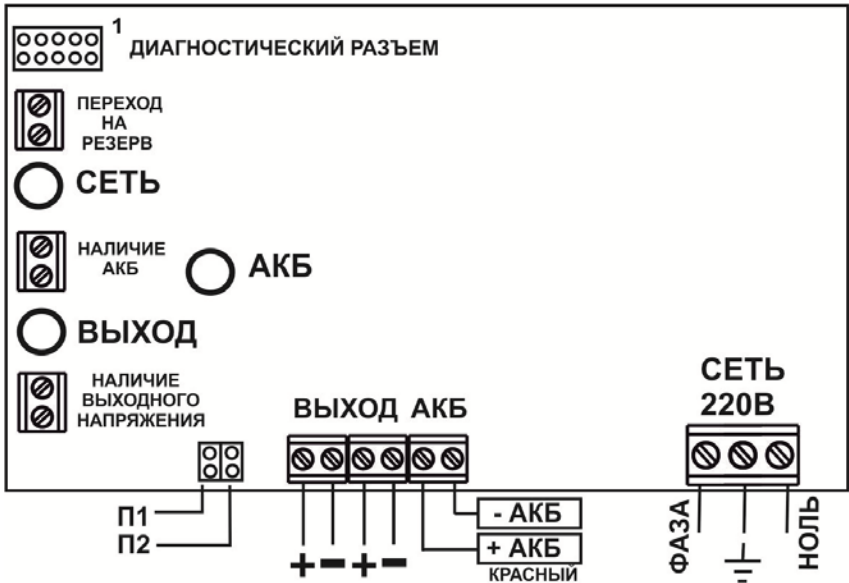 1
ДИАГНОСТИЧЕСКИЙ РАЗЪЕМ
ПЕРЕХОД
НА
РЕЗЕРВ
СЕТЬ
НАЛИЧИЕ
АКБ
АКБ
ВЫХОД
НАЛИЧИЕ
ВЫХОДНОГО
НАПРЯЖЕНИЯ
ВЫХОД АКБ
СЕТЬ
220В
П1
П2
+ − + −
- АКБ
+ АКБ
КРАСНЫЙ
ФАЗА
НОЛЬ